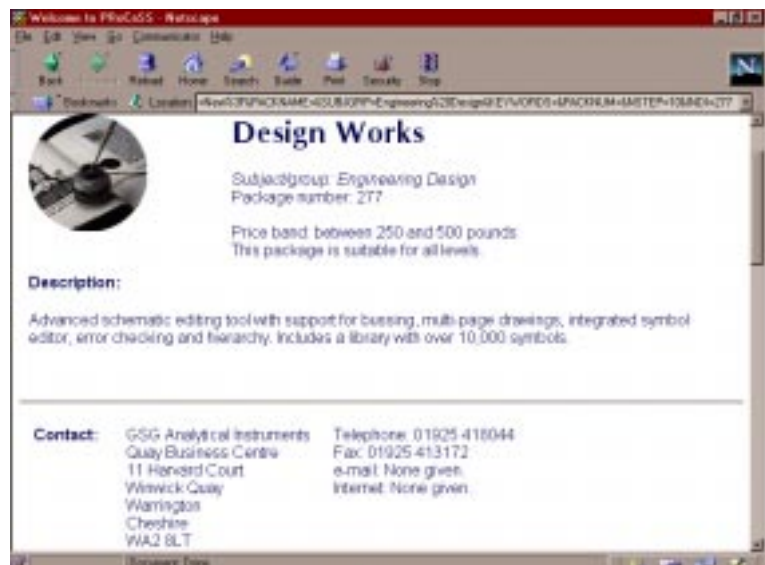 Welcome to PRoCoSS - Netscape
File Edit View Go Communicator Help
Back Reload Home Search Guide Print Security Stop
N
Bookmarks Location:
Design Works
Subject/group: Engineering Design
Package number: 277
Price band: between 250 and 500 pounds
This package is suitable for all levels.
Description:
Advanced schematic editing tool with support for bussing, multi-page drawings, integrated symbol
editor, error checking and hierarchy. Includes a library with over 10,000 symbols.
Contact:
GSG Analytical Instruments
Quay Business Centre
11 Harvard Court
Winwick Quay
Warrington
Cheshire
WA2 8LT
Telephone: 01925 416044
Fax: 01925 413172
e-mail: None given.
Internet: None given.